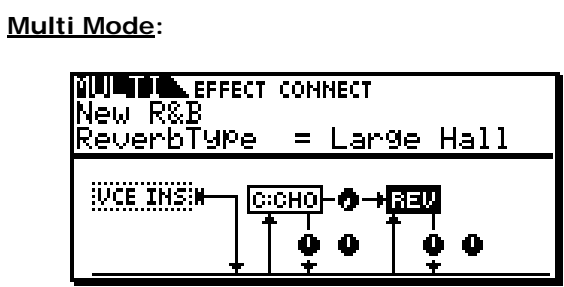 Multi Mode:
MULTI EFFECT CONNECT
New R&B
ReverbType = Large Hall
VCE INS C:CHO REV